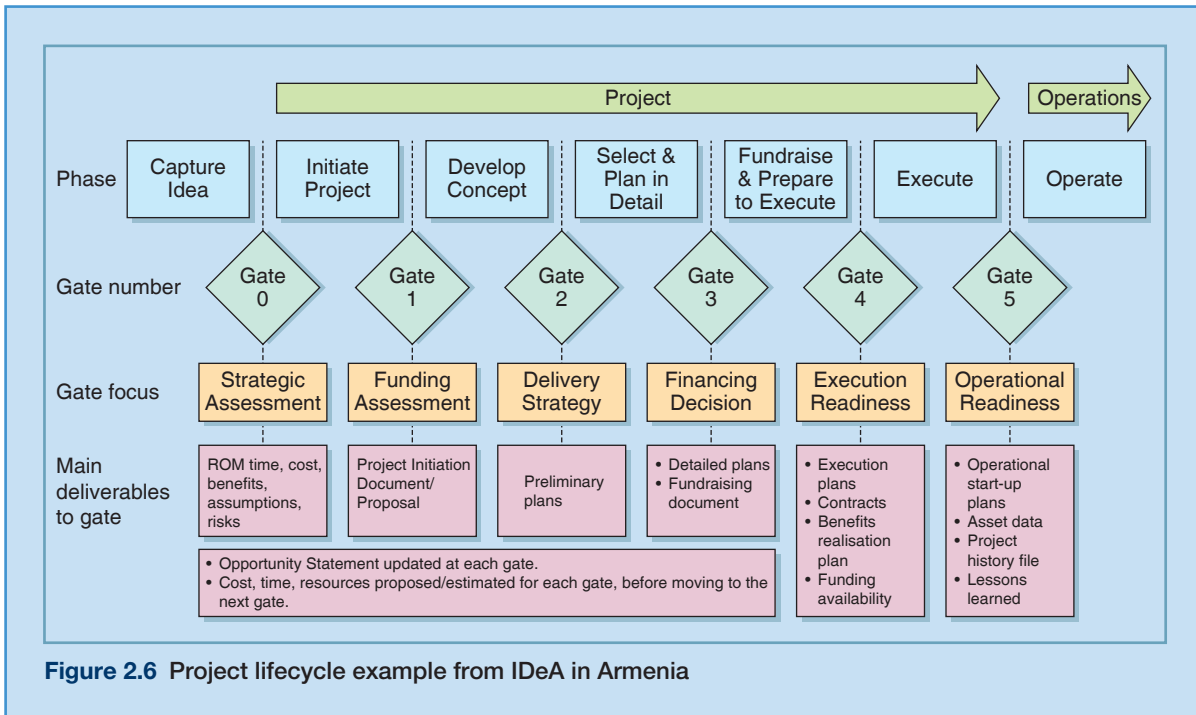 Project
Operations
Phase
Capture
Idea
Initiate
Project
Develop
Concept
Select &
Plan in
Detail
Fundraise
& Prepare
to Execute
Execute
Operate
Gate number
Gate
0
Gate
1
Gate
2
Gate
3
Gate
4
Gate
5
Gate focus
Strategic
Assessment
Funding
Assessment
Delivery
Strategy
Financing
Decision
Execution
Readiness
Operational
Readiness
Main
deliverables
to gate
ROM time, cost,
benefits,
assumptions,
risks
Project Initiation
Document/
Proposal
Preliminary
plans
• Detailed plans
• Fundraising
document
• Execution
plans
• Contracts
• Benefits
realisation
plan
• Funding
availability
• Operational
start-up
plans
• Asset data
• Project
history file
• Lessons
learned
• Opportunity Statement updated at each gate.
• Cost, time, resources proposed/estimated for each gate, before moving to the
next gate.
Figure 2.6 Project lifecycle example from IDeA in Armenia